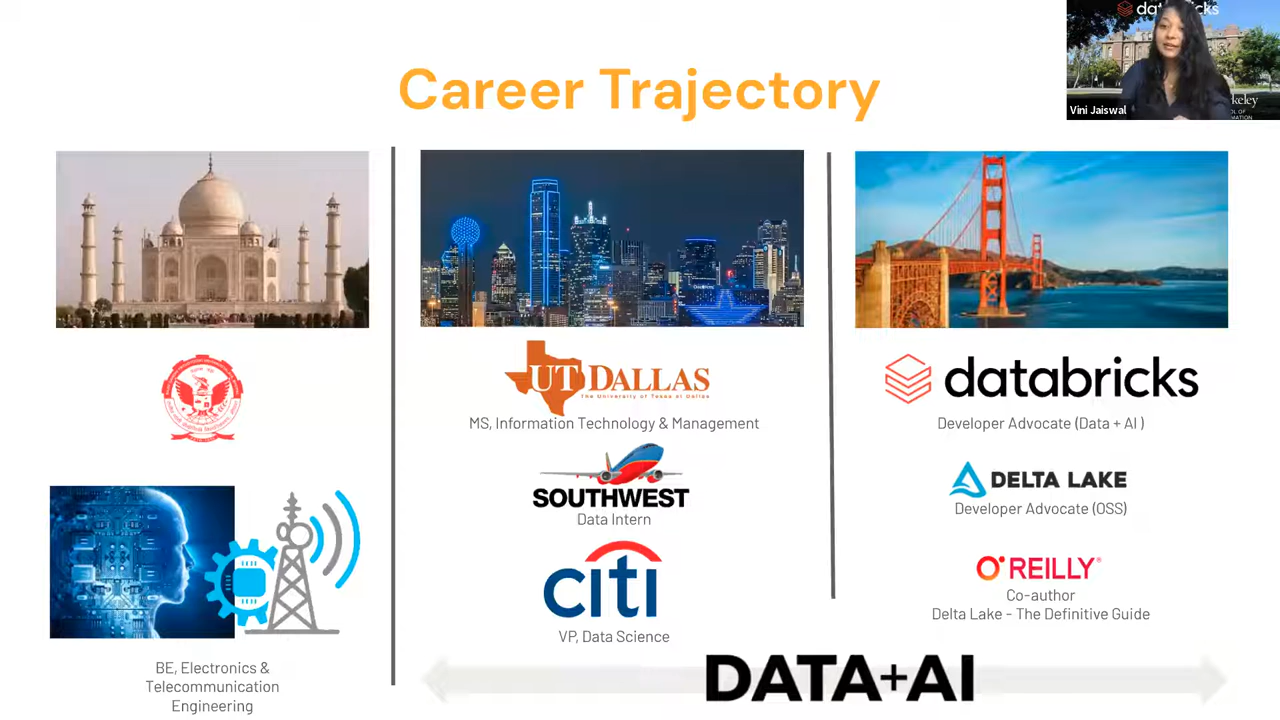 databricks
Vini Jaiswal
Career Trajectory
UT DALLAS
The University of Texas at Dallas
MS, Information Technology & Management
SOUTHWEST
Data Intern
citi
VP, Data Science
databricks
Developer Advocate (Data + AI )
DELTA LAKE
Developer Advocate (OSS)
O'REILLY®
Co-author
Delta Lake - The Definitive Guide
BE, Electronics &
Telecommunication
Engineering
DATA+AI